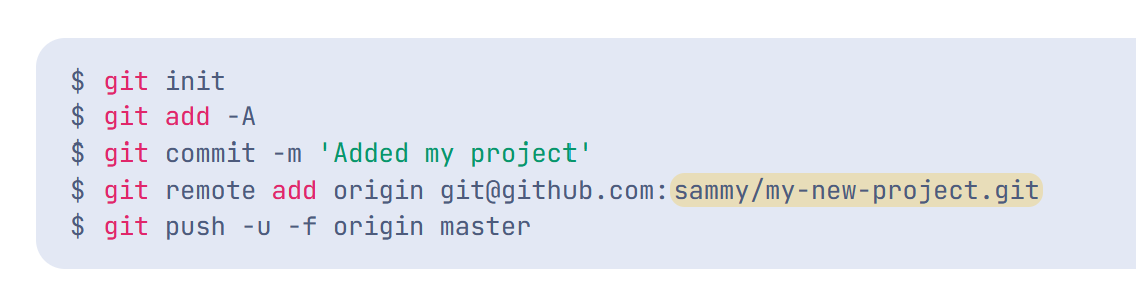 $ git init
$ git add -A
$ git commit -m 'Added my project'
$ git remote add origin git@github.com:sammy/my-new-project.git
$ git push -u -f origin master